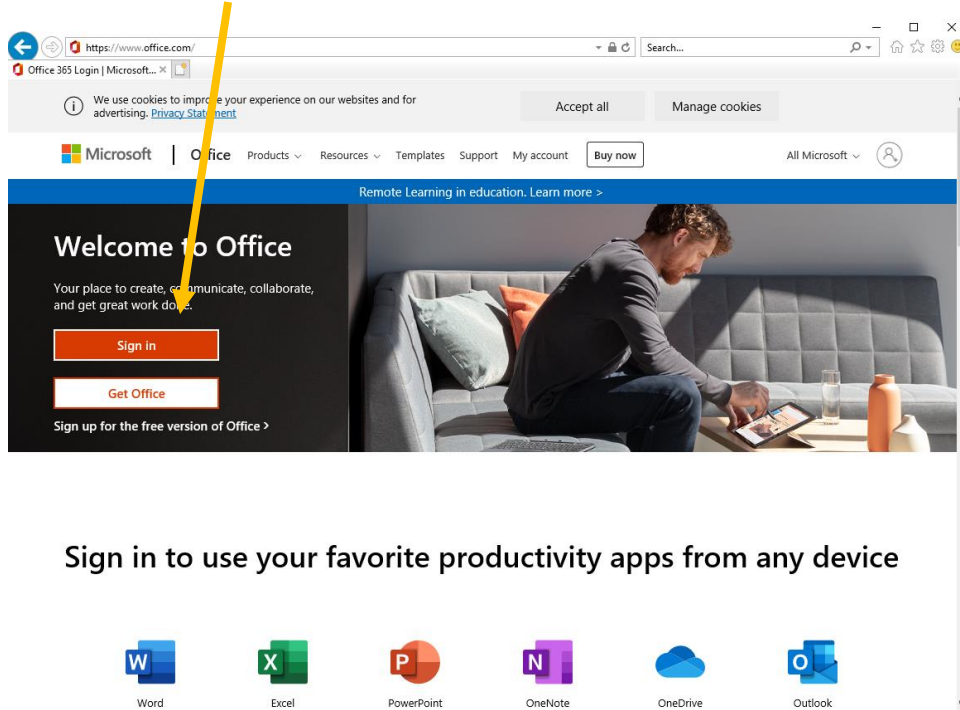 https://www.office.com/
Search...
Office 365 Login | Microsoft...
We use cookies to improve your experience on our websites and for
advertising. Privacy Statement
Accept all
Manage cookies
Microsoft
Office
Products
Resources
Templates
Support
My account
Buy now
All Microsoft
Remote Learning in education. Learn more >
Welcome to Office
Your place to create, communicate, collaborate,
and get great work done.
Sign in
Get Office
Sign up for the free version of Office >
Sign in to use your favorite productivity apps from any device
W
X
P
N
O
Word
Excel
PowerPoint
OneNote
OneDrive
Outlook